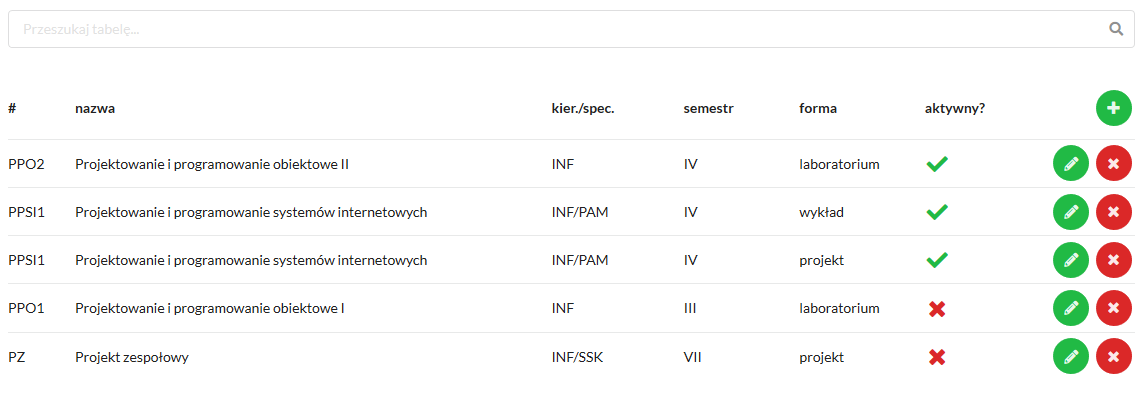 Przeszukaj tabelę...
# nazwa kier./spec. semestr forma aktywny?
PPO2 Projektowanie i programowanie obiektowe II INF IV laboratorium
PPSI1 Projektowanie i programowanie systemów internetowych INF/PAM IV wykład
PPSI1 Projektowanie i programowanie systemów internetowych INF/PAM IV projekt
PPO1 Projektowanie i programowanie obiektowe I INF III laboratorium
PZ Projekt zespołowy INF/SSK VII projekt